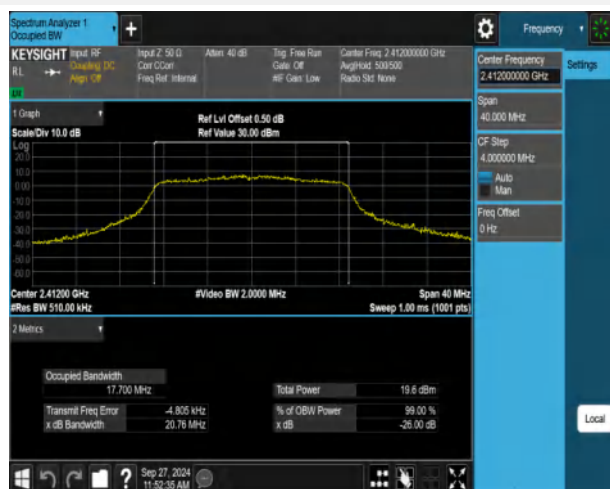 Spectrum Analyzer 1
Occupied BW
Frequency
KEYSIGHT
Input: RF
Coupling: DC
Align: Off
RL
Input Z: 50 Ω
Corr CCorr
Freq Ref: Internal
Atten: 40 dB
Trig: Free Run
Gate: Off
#IF Gain: Low
Center Freq: 2.412000000 GHz
Avg|Hold: 500/500
Radio Std: None
Center Frequency
2.412000000 GHz
Settings
Span
40.000 MHz
CF Step
4.000000 MHz
Auto
Man
Freq Offset
0 Hz
1 Graph
Scale/Div 10.0 dB
Ref Lvl Offset 0.50 dB
Ref Value 30.00 dBm
Log
20.0
10.0
0.00
-10.0
-20.0
-30.0
-40.0
-50.0
-60.0
Center 2.41200 GHz
#Res BW 510.00 kHz
#Video BW 2.0000 MHz
Span 40 MHz
Sweep 1.00 ms (1001 pts)
2 Metrics
Occupied Bandwidth
17.700 MHz
Total Power
19.6 dBm
Transmit Freq Error
-4.805 kHz
% of OBW Power
99.00 %
x dB Bandwidth
20.76 MHz
x dB
-26.00 dB
Local
Sep 27, 2024
11:52:35 AM